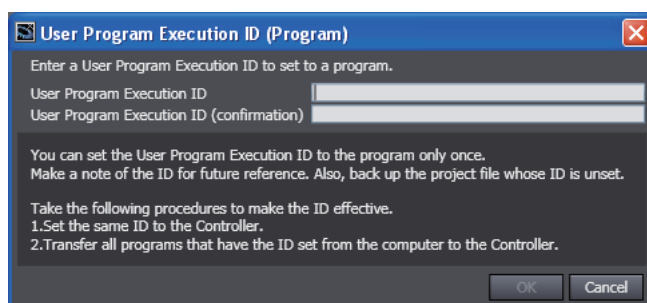 User Program Execution ID (Program)
Enter a User Program Execution ID to set to a program.
User Program Execution ID
User Program Execution ID (confirmation)
You can set the User Program Execution ID to the program only once.
Make a note of the ID for future reference. Also, back up the project file whose ID is unset.
Take the following procedures to make the ID effective.
1.Set the same ID to the Controller.
2.Transfer all programs that have the ID set from the computer to the Controller.
OK Cancel